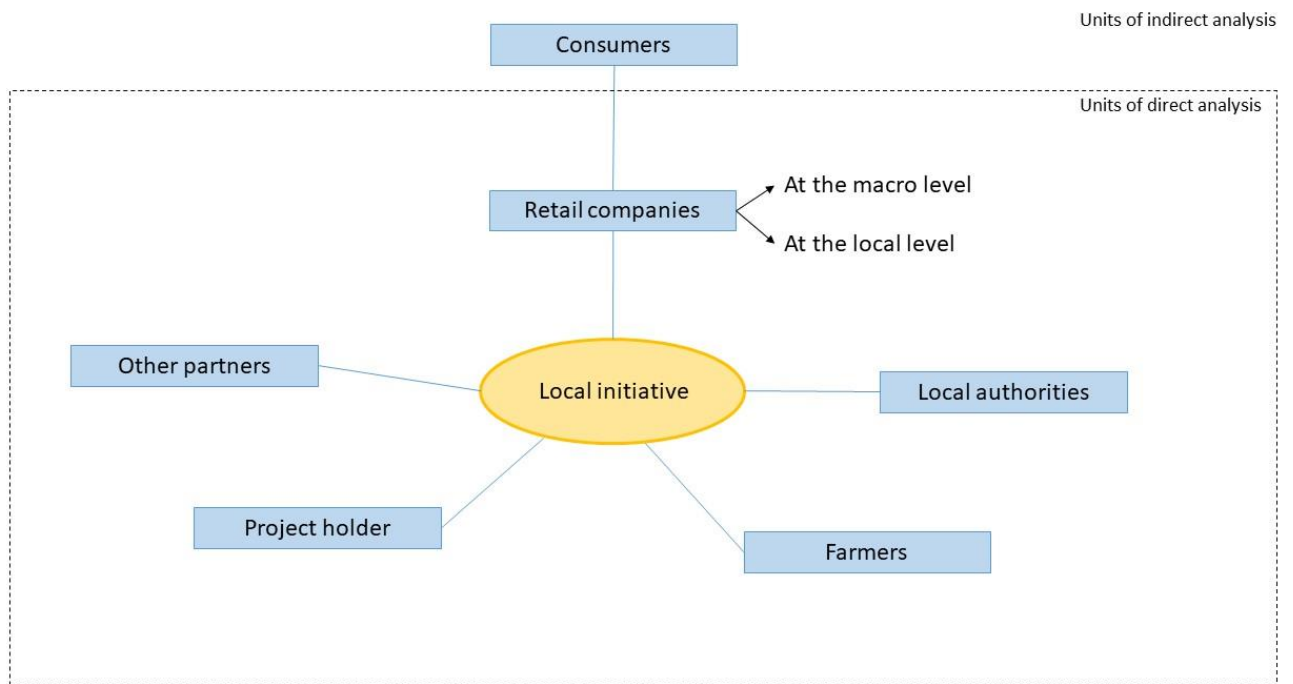 Units of indirect analysis
Consumers
Units of direct analysis
At the macro level
Retail companies
At the local level
Other partners
Local initiative
Local authorities
Project holder
Farmers